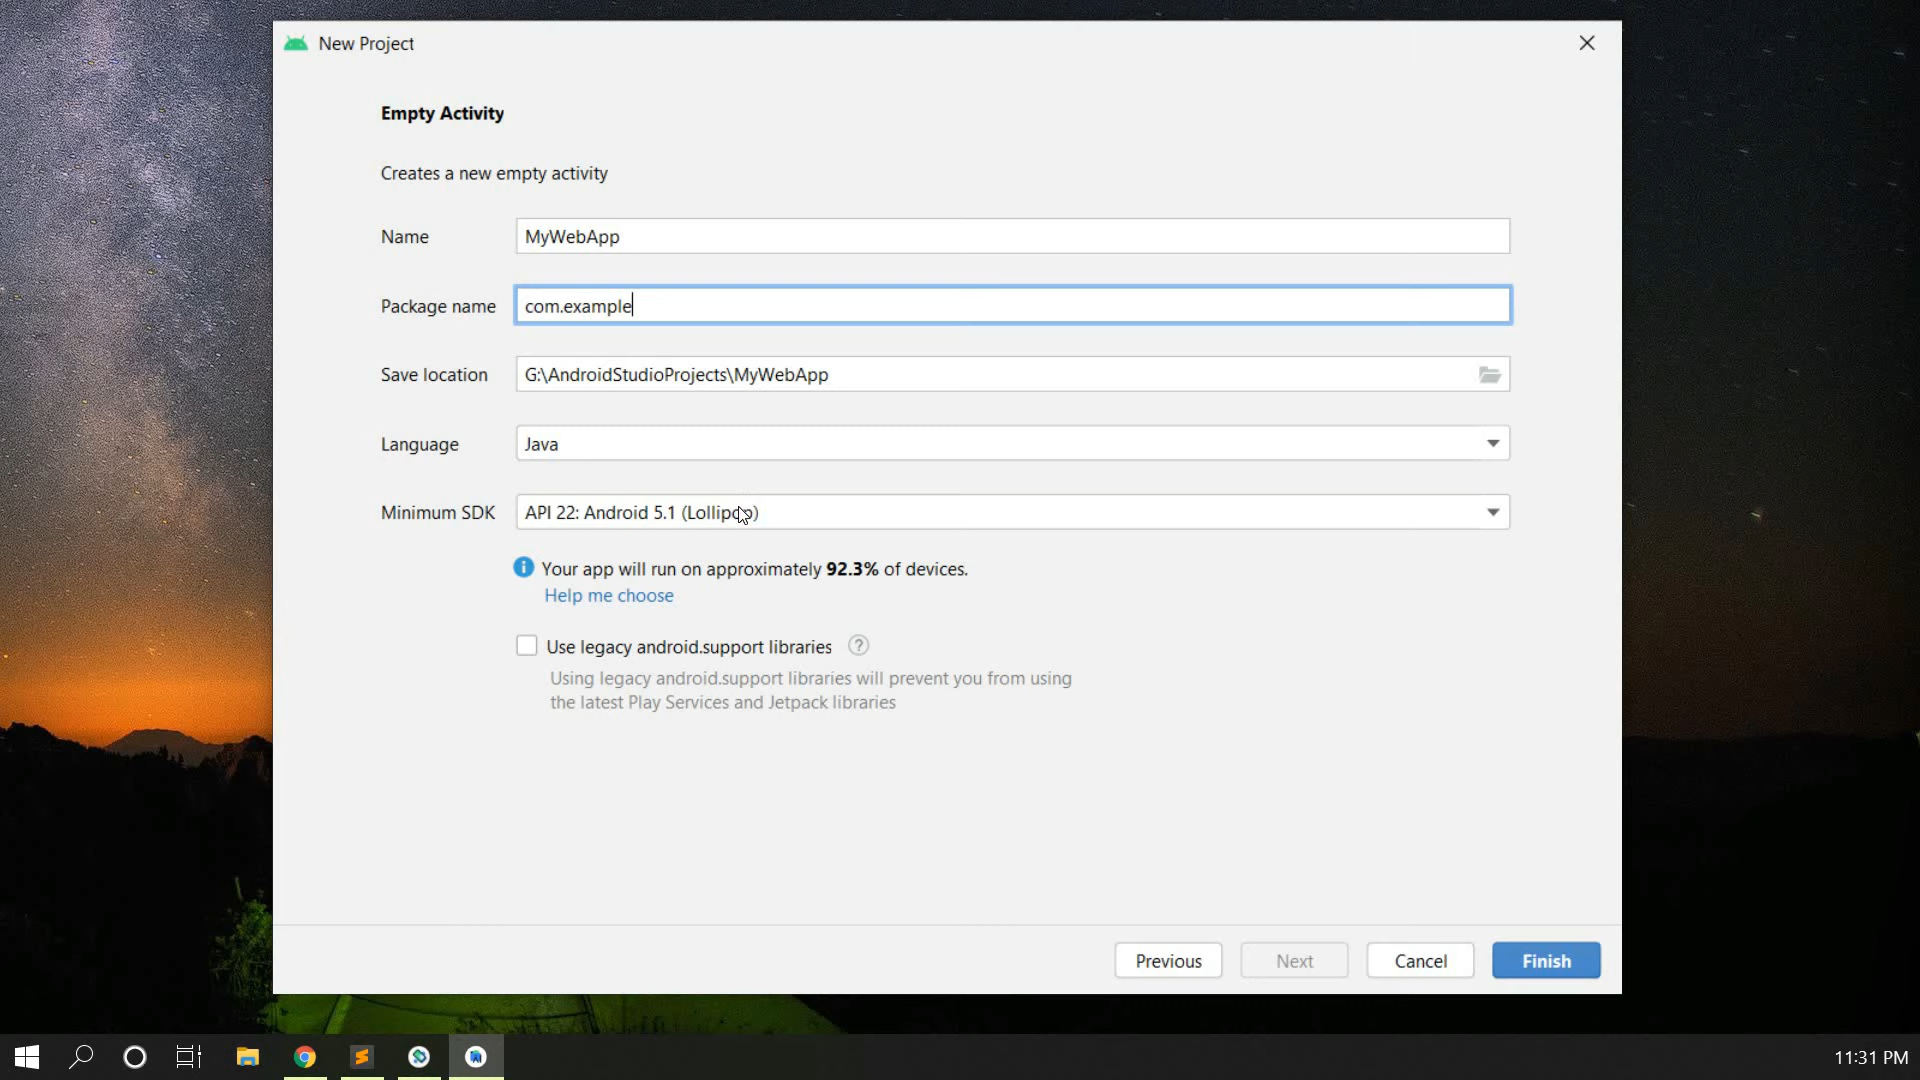 New Project
Empty Activity
Creates a new empty activity
Name MyWebApp
Package name com.example
Save location G:\AndroidStudioProjects\MyWebApp
Language Java
Minimum SDK API 22: Android 5.1 (Lollipop)
Your app will run on approximately 92.3% of devices.
Help me choose
Use legacy android.support libraries ?
Using legacy android.support libraries will prevent you from using
the latest Play Services and Jetpack libraries
Previous Next Cancel Finish
11:31 PM